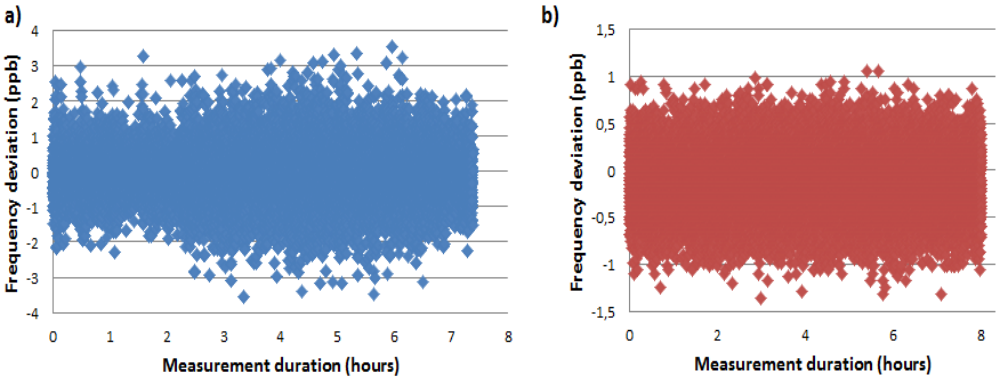 a)
Frequency deviation (ppb)
4
3
2
1
0
-1
-2
-3
-4
0 1 2 3 4 5 6 7 8
Measurement duration (hours)
b)
Frequency deviation (ppb)
1,5
1
0,5
0
-0,5
-1
-1,5
0 2 4 6 8
Measurement duration (hours)